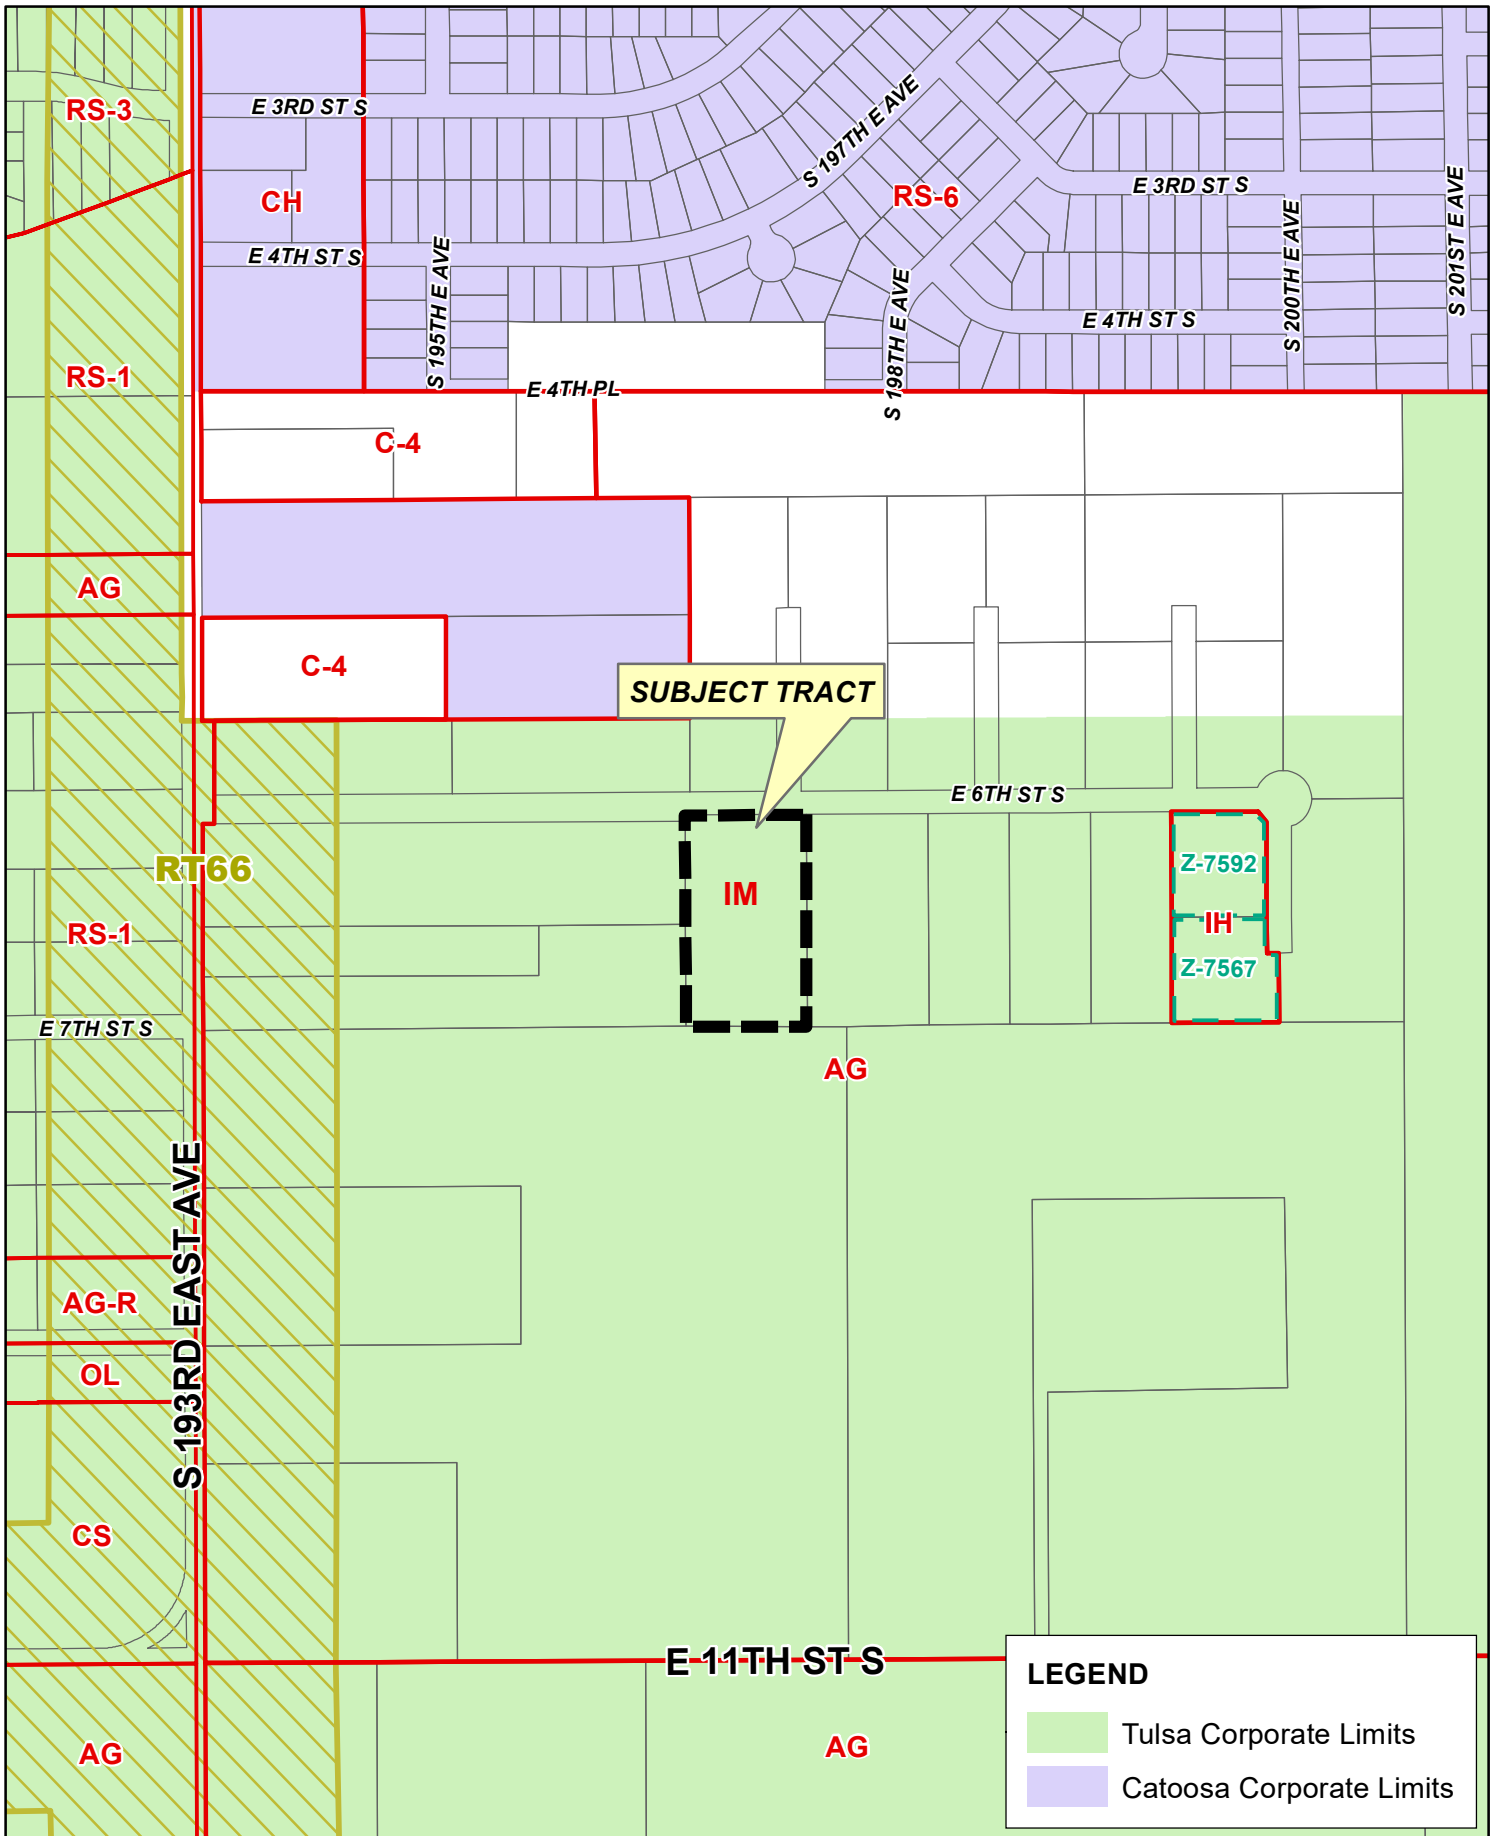 RS-3
E 3RD ST S
S 197TH E AVE
E 3RD ST S
S 201ST E AVE
CH
RS-6
S 200TH E AVE
E 4TH ST S
S 195TH E AVE
S 198TH E AVE
E 4TH ST S
RS-1
E 4TH PL
C-4
AG
C-4
SUBJECT TRACT
E 6TH ST S
RT66
Z-7592
IM
IH
RS-1
Z-7567
E 7TH ST S
AG
S 193RD EAST AVE
AG-R
OL
CS
E 11TH ST S
AG
AG
LEGEND
Tulsa Corporate Limits
Catoosa Corporate Limits